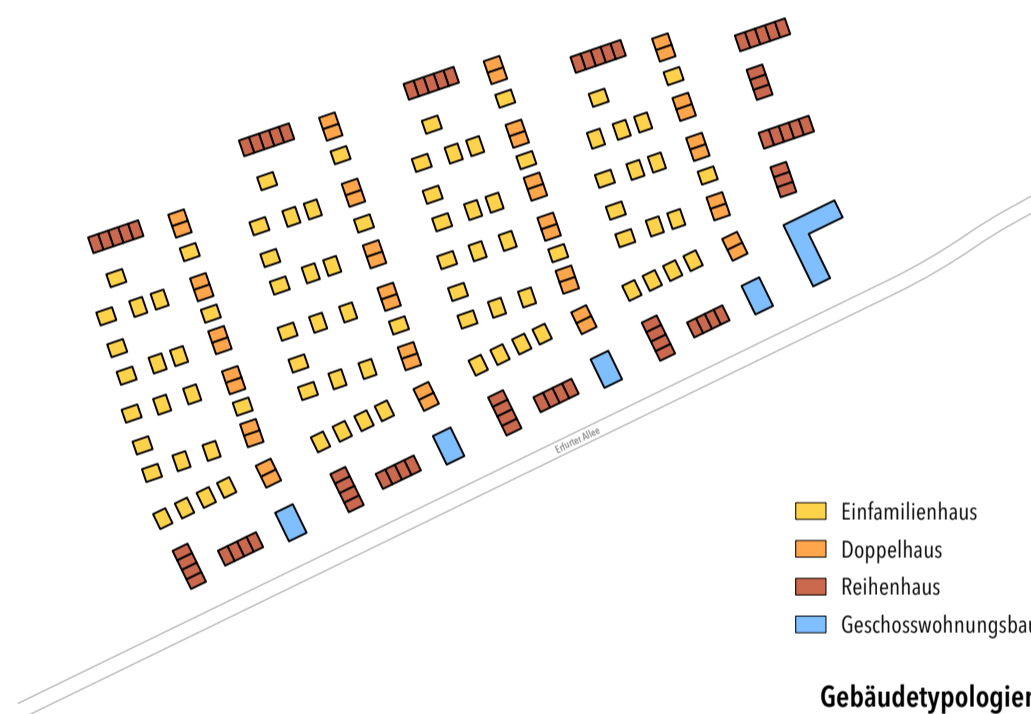 Erfurter Allee
Einfamilienhaus
Doppelhaus
Reihenhaus
Geschosswohnungsbau
Gebäudetypologien